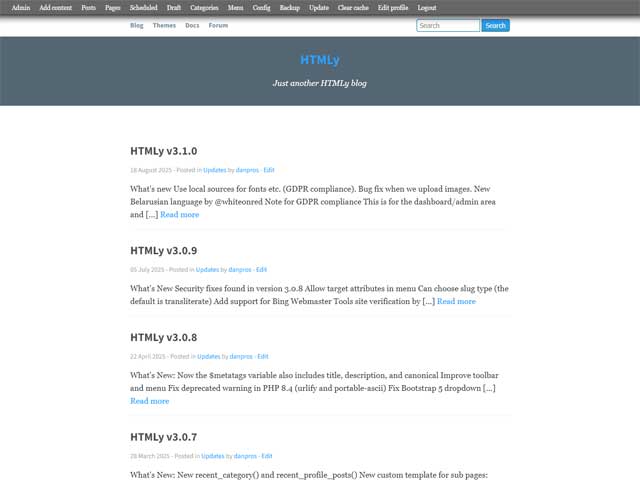 Admin Add content Posts Pages Scheduled Draft Categories Menu Config Backup Update Clear cache Edit profile Logout
Blog Themes Docs Forum Search Search
HTMLy
Just another HTMLy blog
HTMLy v3.1.0
18 August 2025 - Posted in Updates by danpros - Edit
What's new Use local sources for fonts etc. (GDPR compliance). Bug fix when we upload images. New
Belarusian language by @whiteonred Note for GDPR compliance This is for the dashboard/admin area
and [...] Read more
HTMLy v3.0.9
05 July 2025 - Posted in Updates by danpros - Edit
What's New Security fixes found in version 3.0.8 Allow target attributes in menu Can choose slug type (the
default is transliterate) Add support for Bing Webmaster Tools site verification by [...] Read more
HTMLy v3.0.8
22 April 2025 - Posted in Updates by danpros - Edit
What's New: Now the $metatags variable also includes title, description, and canonical Improve toolbar
and menu Fix deprecated warning in PHP 8.4 (urlify and portable-ascii) Fix Bootstrap 5 dropdown [...]
Read more
HTMLy v3.0.7
28 March 2025 - Posted in Updates by danpros - Edit
What's New: New recent_category() and recent_profile_posts() New custom template for sub pages: